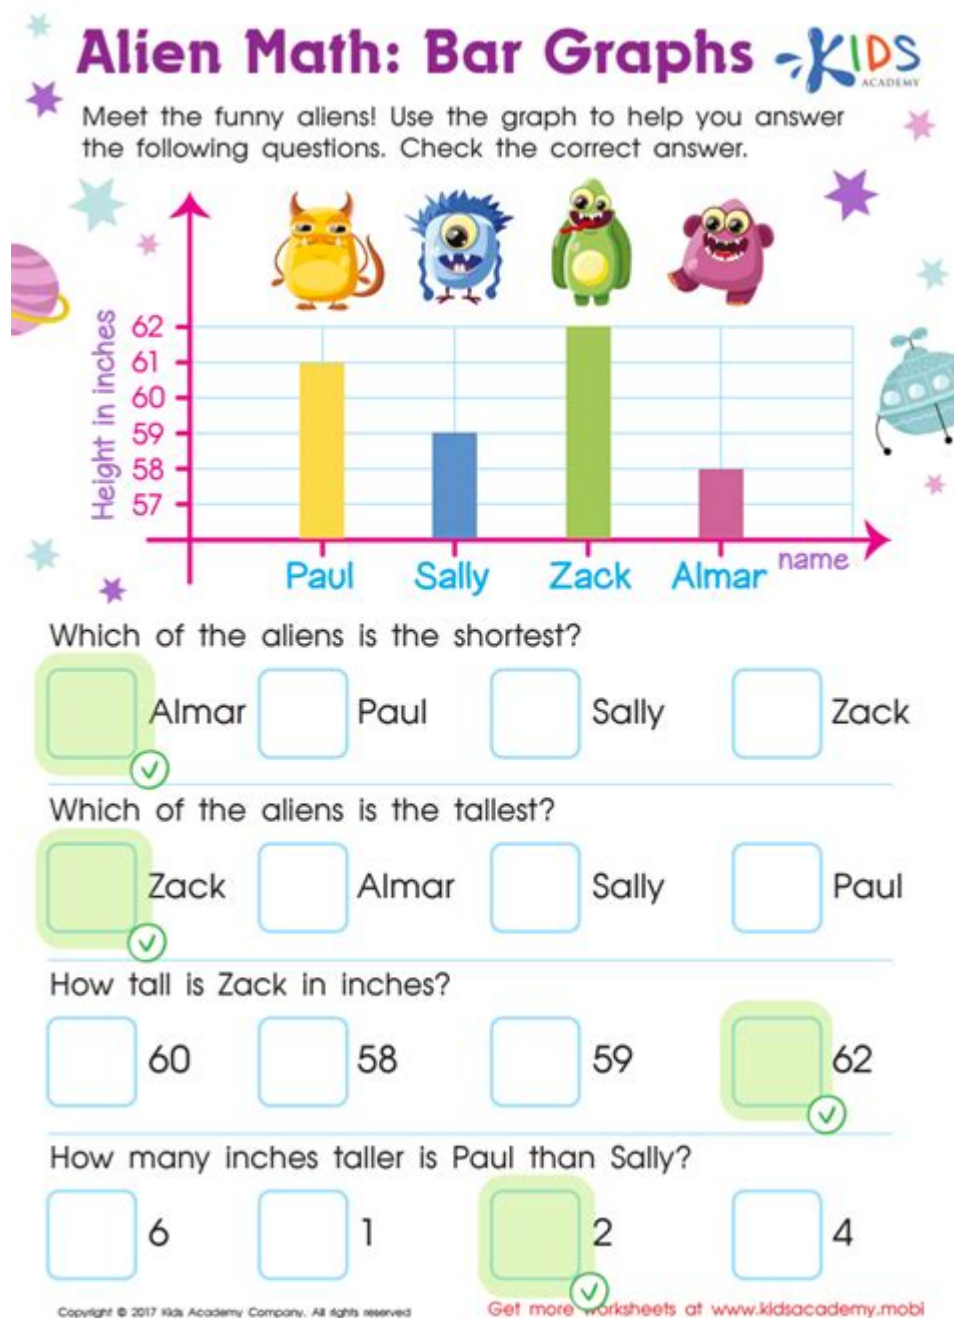 Alien Math: Bar Graphs
KIDS
ACADEMY
Meet the funny aliens! Use the graph to help you answer
the following questions. Check the correct answer.
Height in inches
62
61
60
59
58
57
Paul Sally Zack Almar name
Which of the aliens is the shortest?
Almar Paul Sally Zack
Which of the aliens is the tallest?
Zack Almar Sally Paul
How tall is Zack in inches?
60 58 59 62
How many inches taller is Paul than Sally?
6 1 2 4
Copyright © 2017 Kids Academy Company. All rights reserved
Get more worksheets at www.kidsacademy.mobi